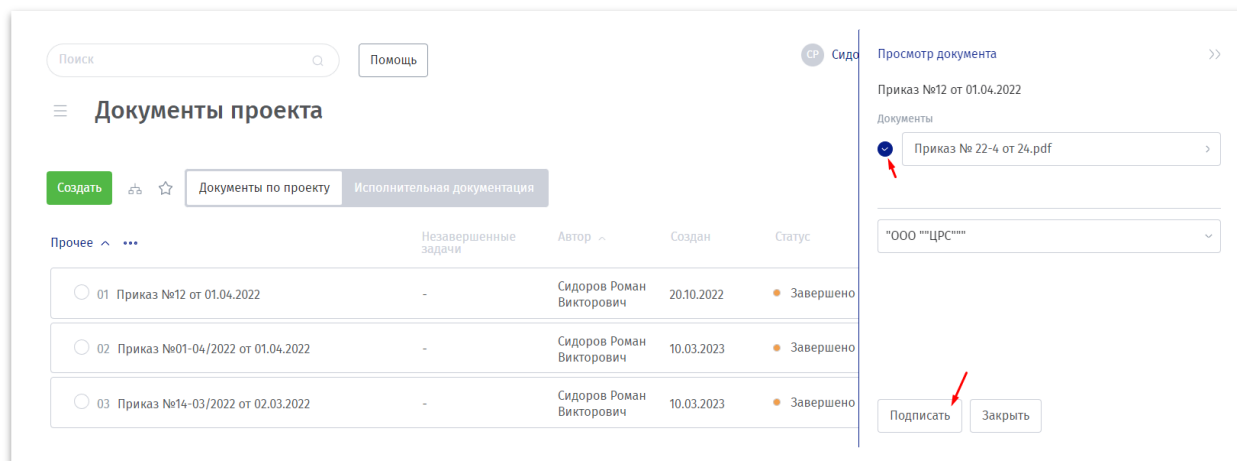 Поиск
Помощь
СР Сидо
Документы проекта
Создать
Документы по проекту
Исполнительная документация
Прочее
Незавершенные задачи
Автор
Создан
Статус
01 Приказ №12 от 01.04.2022 - Сидоров Роман Викторович 20.10.2022 Завершено
02 Приказ №01-04/2022 от 01.04.2022 - Сидоров Роман Викторович 10.03.2023 Завершено
03 Приказ №14-03/2022 от 02.03.2022 - Сидоров Роман Викторович 10.03.2023 Завершено
Просмотр документа
Приказ №12 от 01.04.2022
Документы
Приказ № 22-4 от 24.pdf
"ООО ""ЦРС"""
Подписать
Закрыть